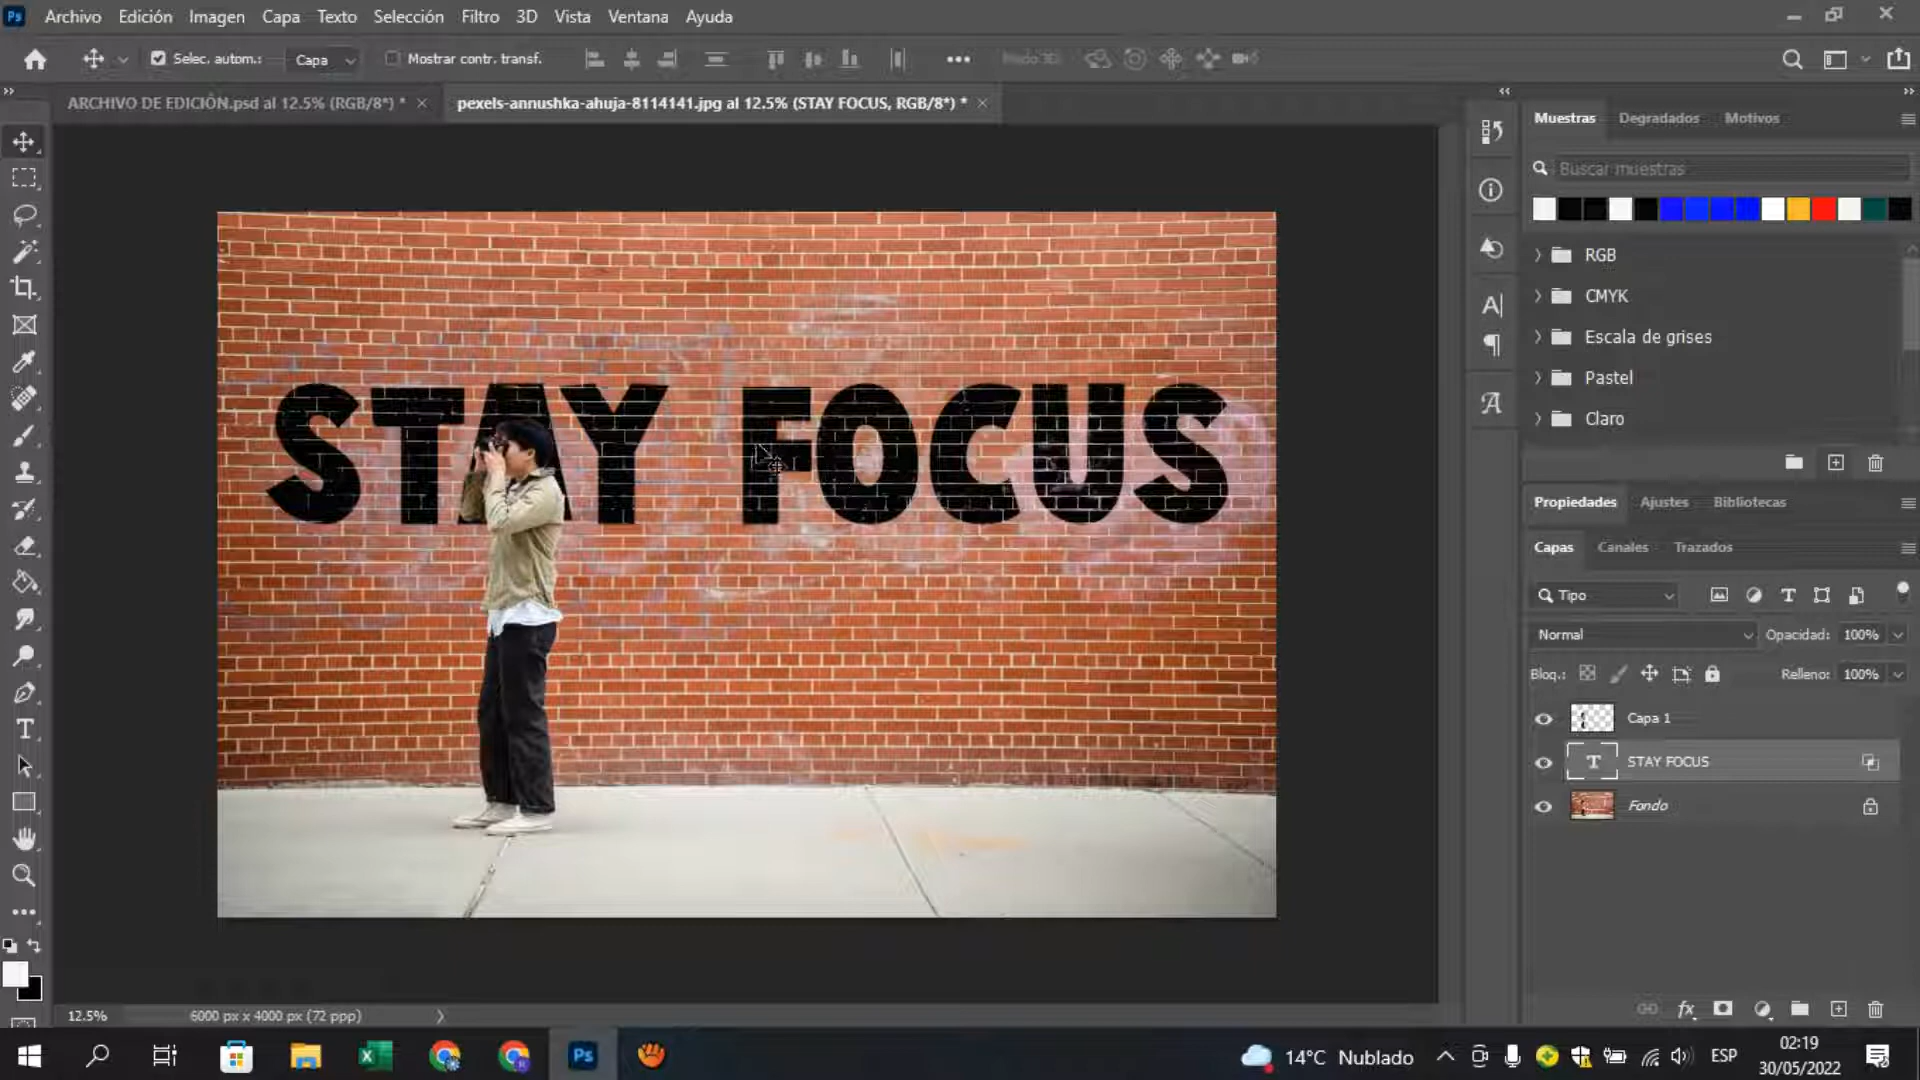 Ps Archivo Edición Imagen Capa Texto Selección Filtro 3D Vista Ventana Ayuda
Selec. autom.: Capa Mostrar contr. transf. Modo 3D:
ARCHIVO DE EDICIÓN.psd al 12.5% (RGB/8*) * × pexels-annushka-ahuja-8114141.jpg al 12.5% (STAY FOCUS, RGB/8*) * ×
Muestras Degradados Motivos
Buscar muestras
RGB
CMYK
Escala de grises
Pastel
Claro
STAY FOCUS
Propiedades Ajustes Bibliotecas
Capas Canales Trazados
Tipo
Normal Opacidad: 100%
Bloq.: Relleno: 100%
Capa 1
STAY FOCUS
Fondo
12.5% 6000 px x 4000 px (72 ppp)
14°C Nublado ESP 02:19
30/05/2022